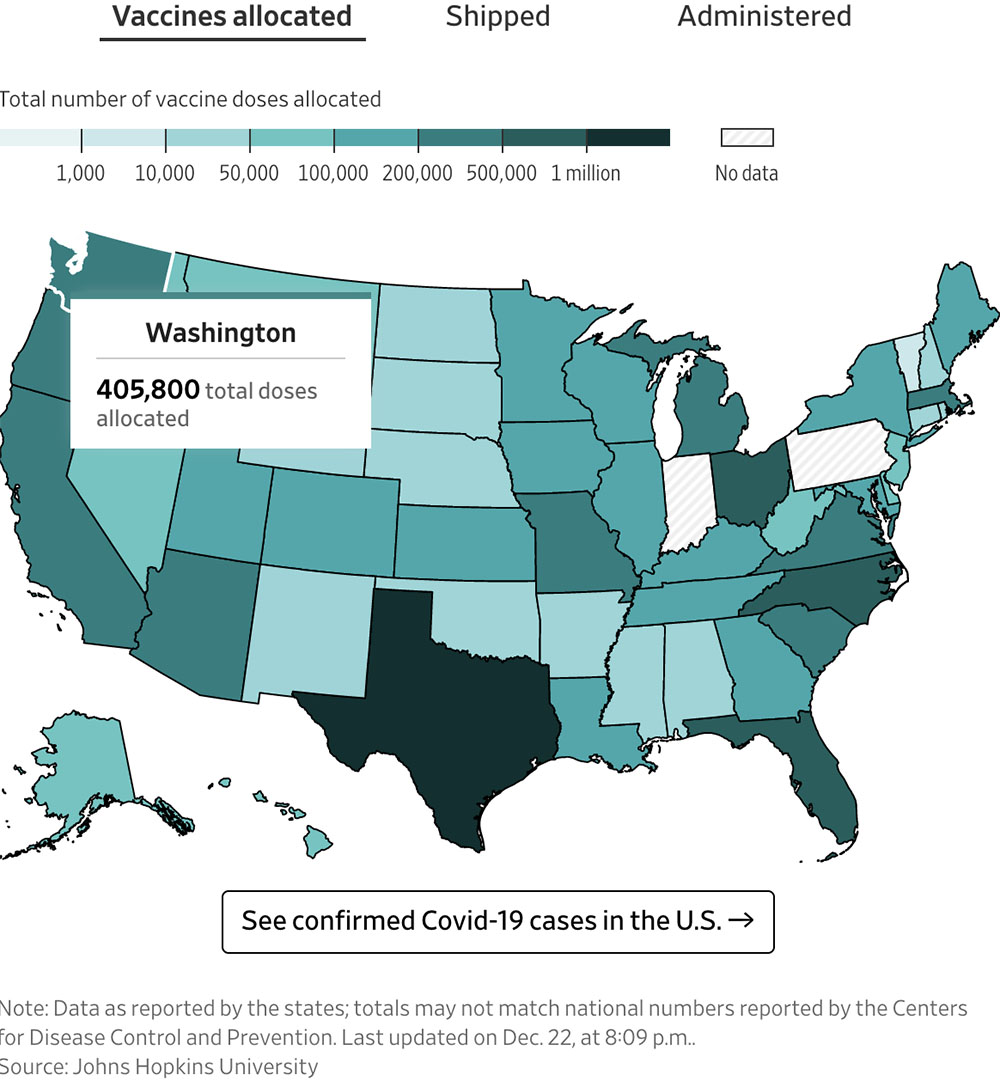 Vaccines allocated Shipped Administered
Total number of vaccine doses allocated
1,000 10,000 50,000 100,000 200,000 500,000 1 million No data
Washington
405,800 total doses
allocated
See confirmed Covid-19 cases in the U.S. →
Note: Data as reported by the states; totals may not match national numbers reported by the Centers
for Disease Control and Prevention. Last updated on Dec. 22, at 8:09 p.m..
Source: Johns Hopkins University